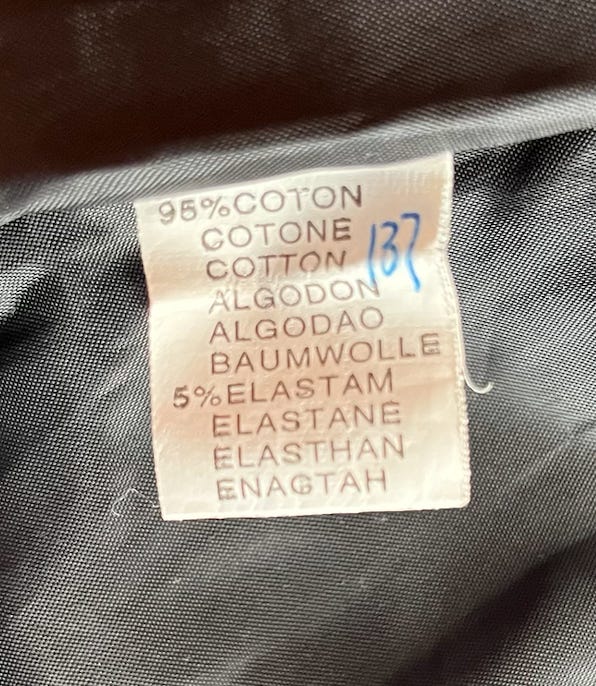 95%COTON
COTONE
COTTON
137
ALGODON
ALGODAO
BAUMWOLLE
5%ELASTAM
ELASTANE
ELASTHAN
ENAGTAH